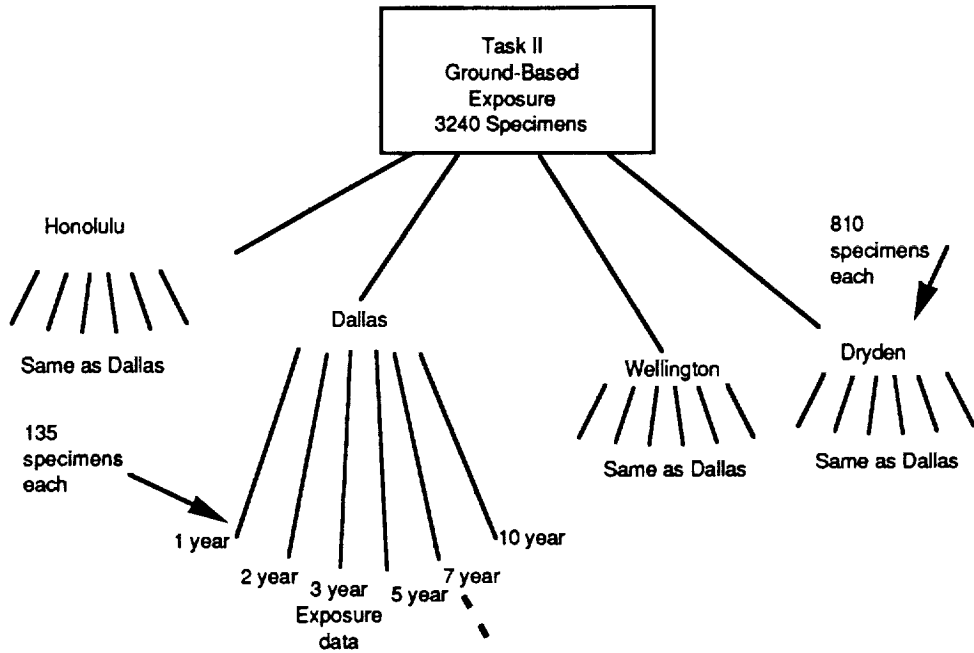 Task II
Ground-Based
Exposure
3240 Specimens
Honolulu
810
specimens
each
Dallas
Same as Dallas
Wellington
Dryden
135
specimens
each
Same as Dallas
Same as Dallas
1 year
2 year
3 year
5 year
7 year
10 year
Exposure
data